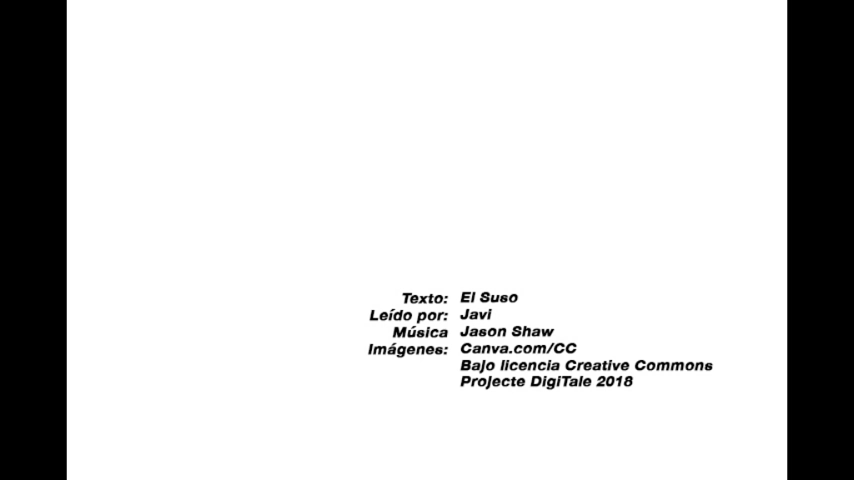 Texto: El Suso
Leído por: Javi
Música Jason Shaw
Imágenes: Canva.com/CC
Bajo licencia Creative Commons
Projecte DigiTale 2018